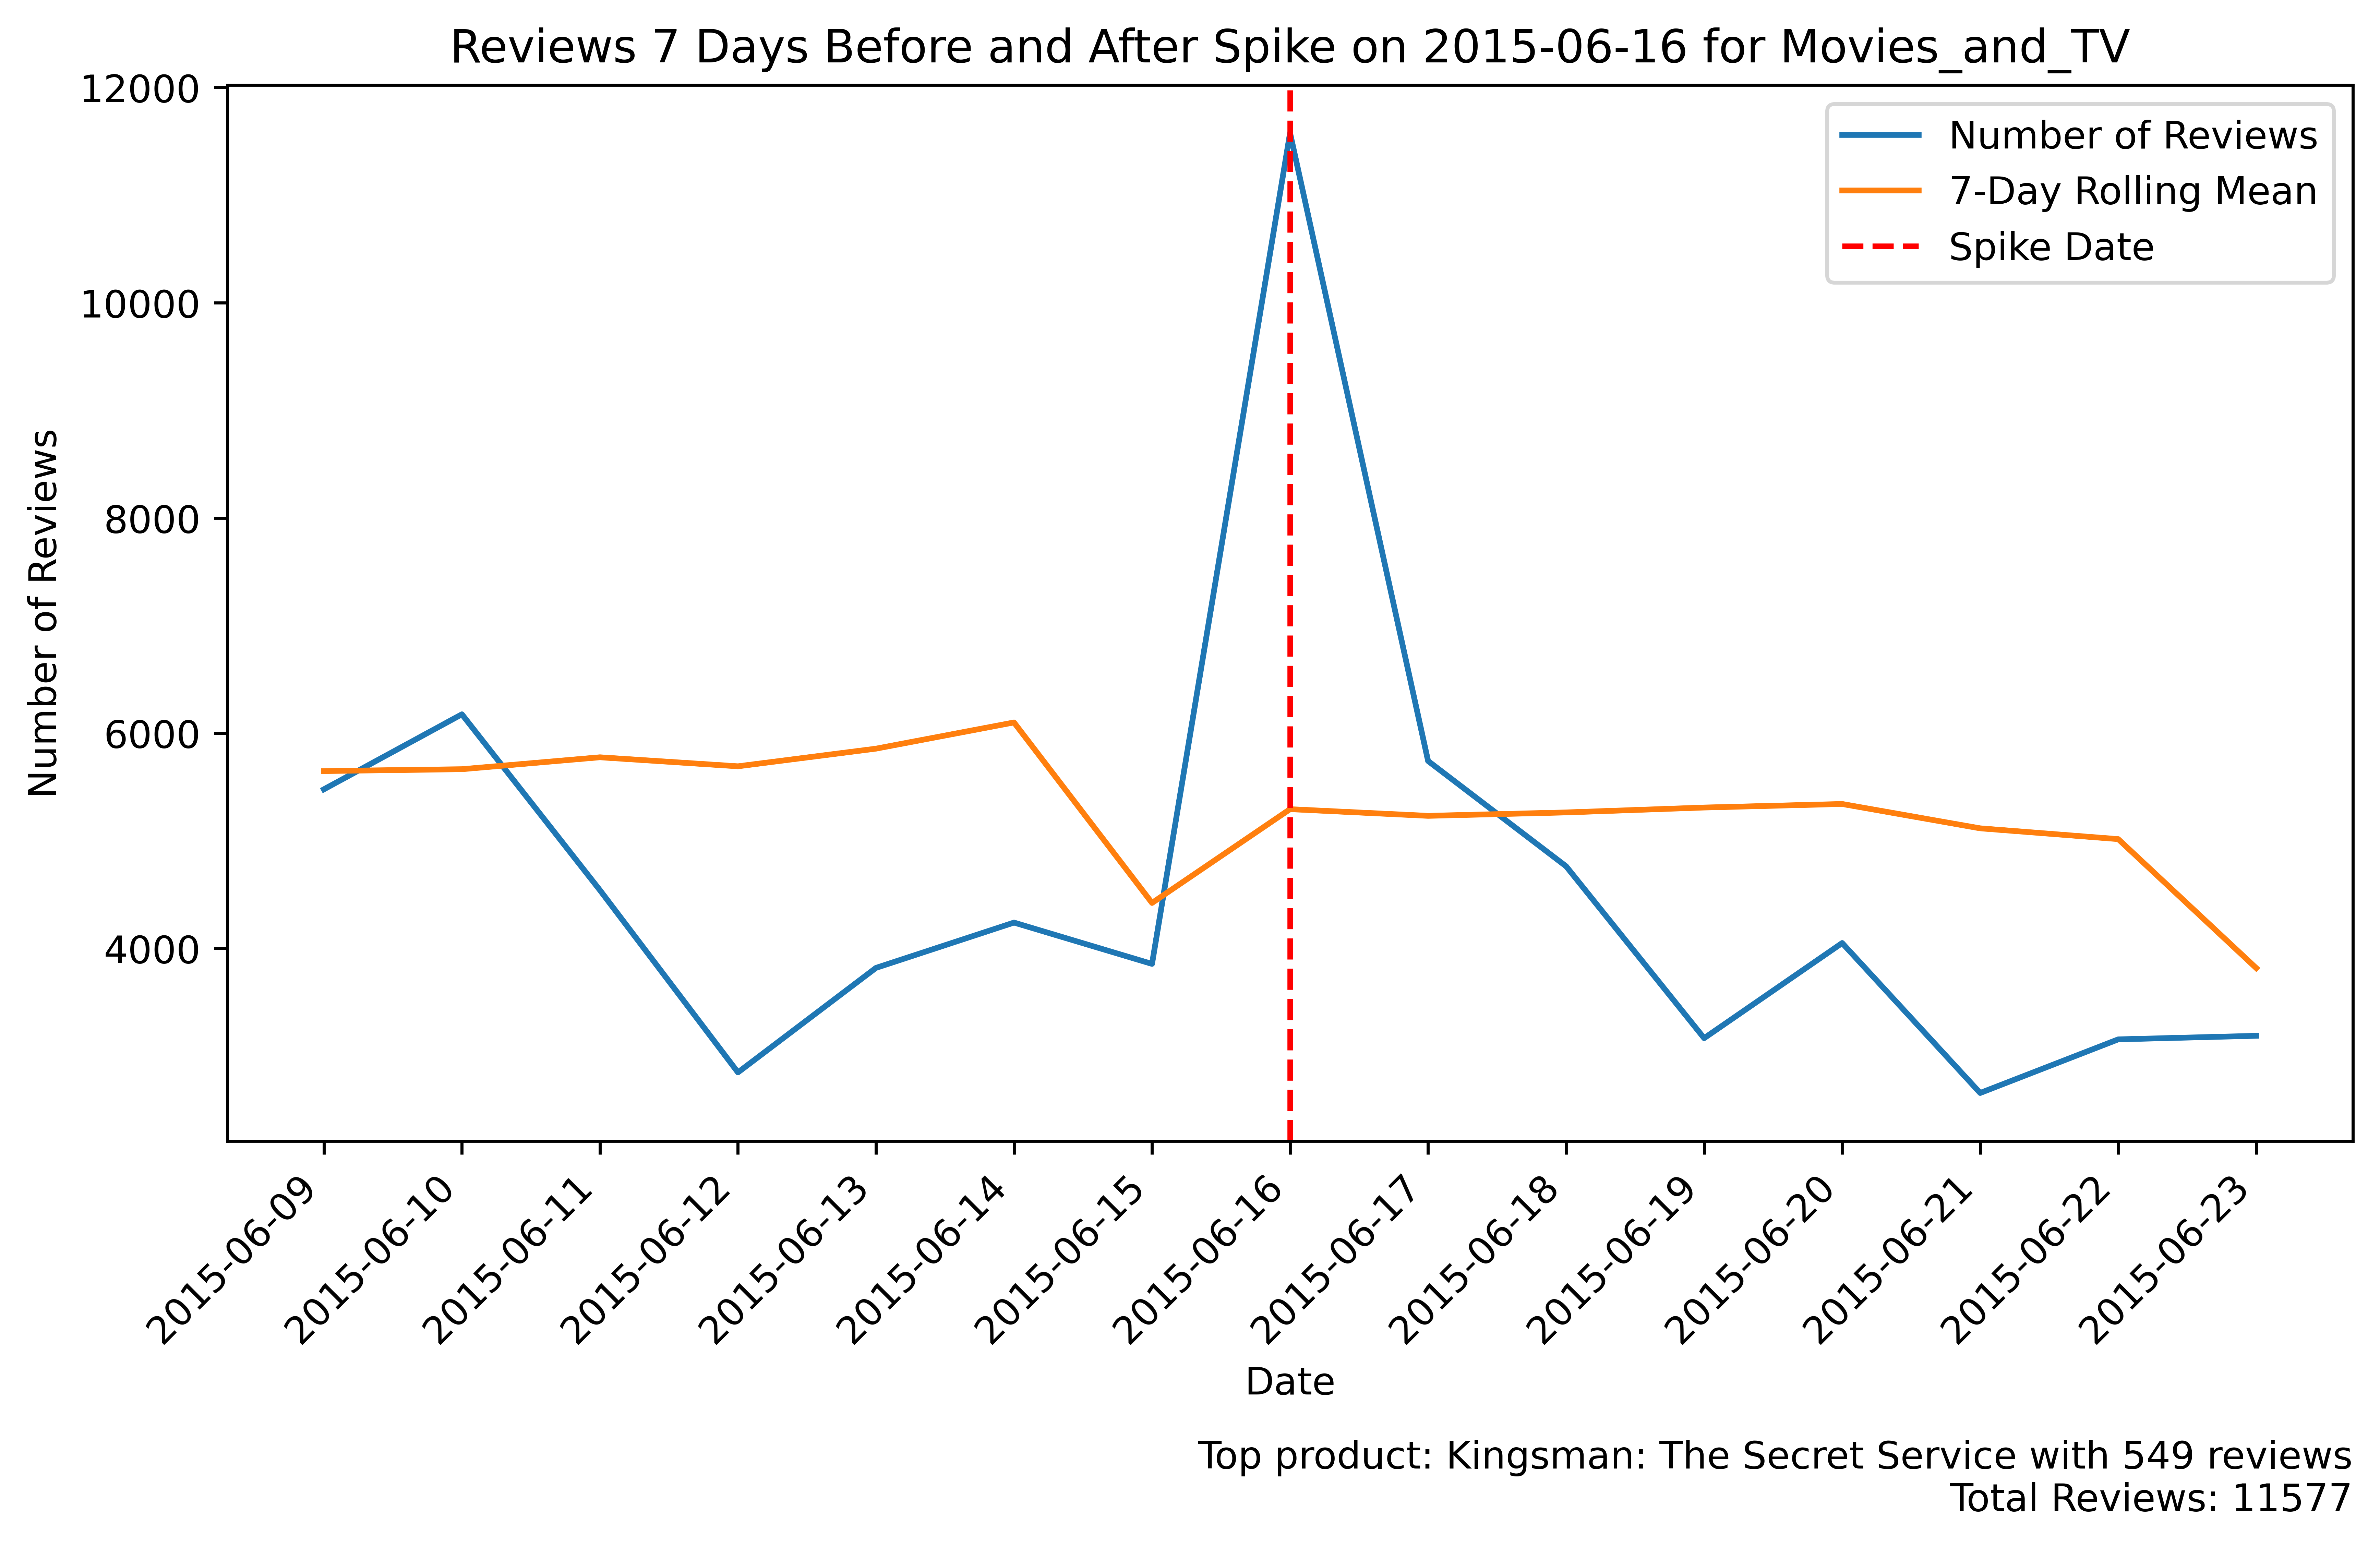 Reviews 7 Days Before and After Spike on 2015-06-16 for Movies_and_TV
12000
10000
8000
6000
4000
Number of Reviews
Number of Reviews
7-Day Rolling Mean
Spike Date
2015-06-09
2015-06-10
2015-06-11
2015-06-12
2015-06-13
2015-06-14
2015-06-15
2015-06-16
2015-06-17
2015-06-18
2015-06-19
2015-06-20
2015-06-21
2015-06-22
2015-06-23
Date
Top product: Kingsman: The Secret Service with 549 reviews
Total Reviews: 11577